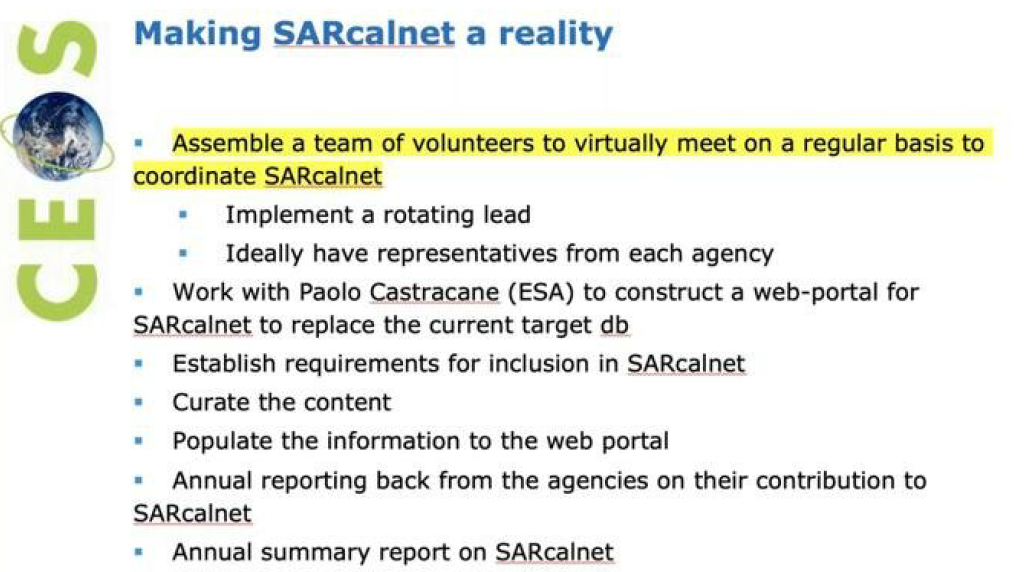 CEOS
Making SARcalnet a reality
▪ Assemble a team of volunteers to virtually meet on a regular basis to
coordinate SARcalnet
▪ Implement a rotating lead
▪ Ideally have representatives from each agency
▪ Work with Paolo Castracane (ESA) to construct a web-portal for
SARcalnet to replace the current target db
▪ Establish requirements for inclusion in SARcalnet
▪ Curate the content
▪ Populate the information to the web portal
▪ Annual reporting back from the agencies on their contribution to
SARcalnet
▪ Annual summary report on SARcalnet